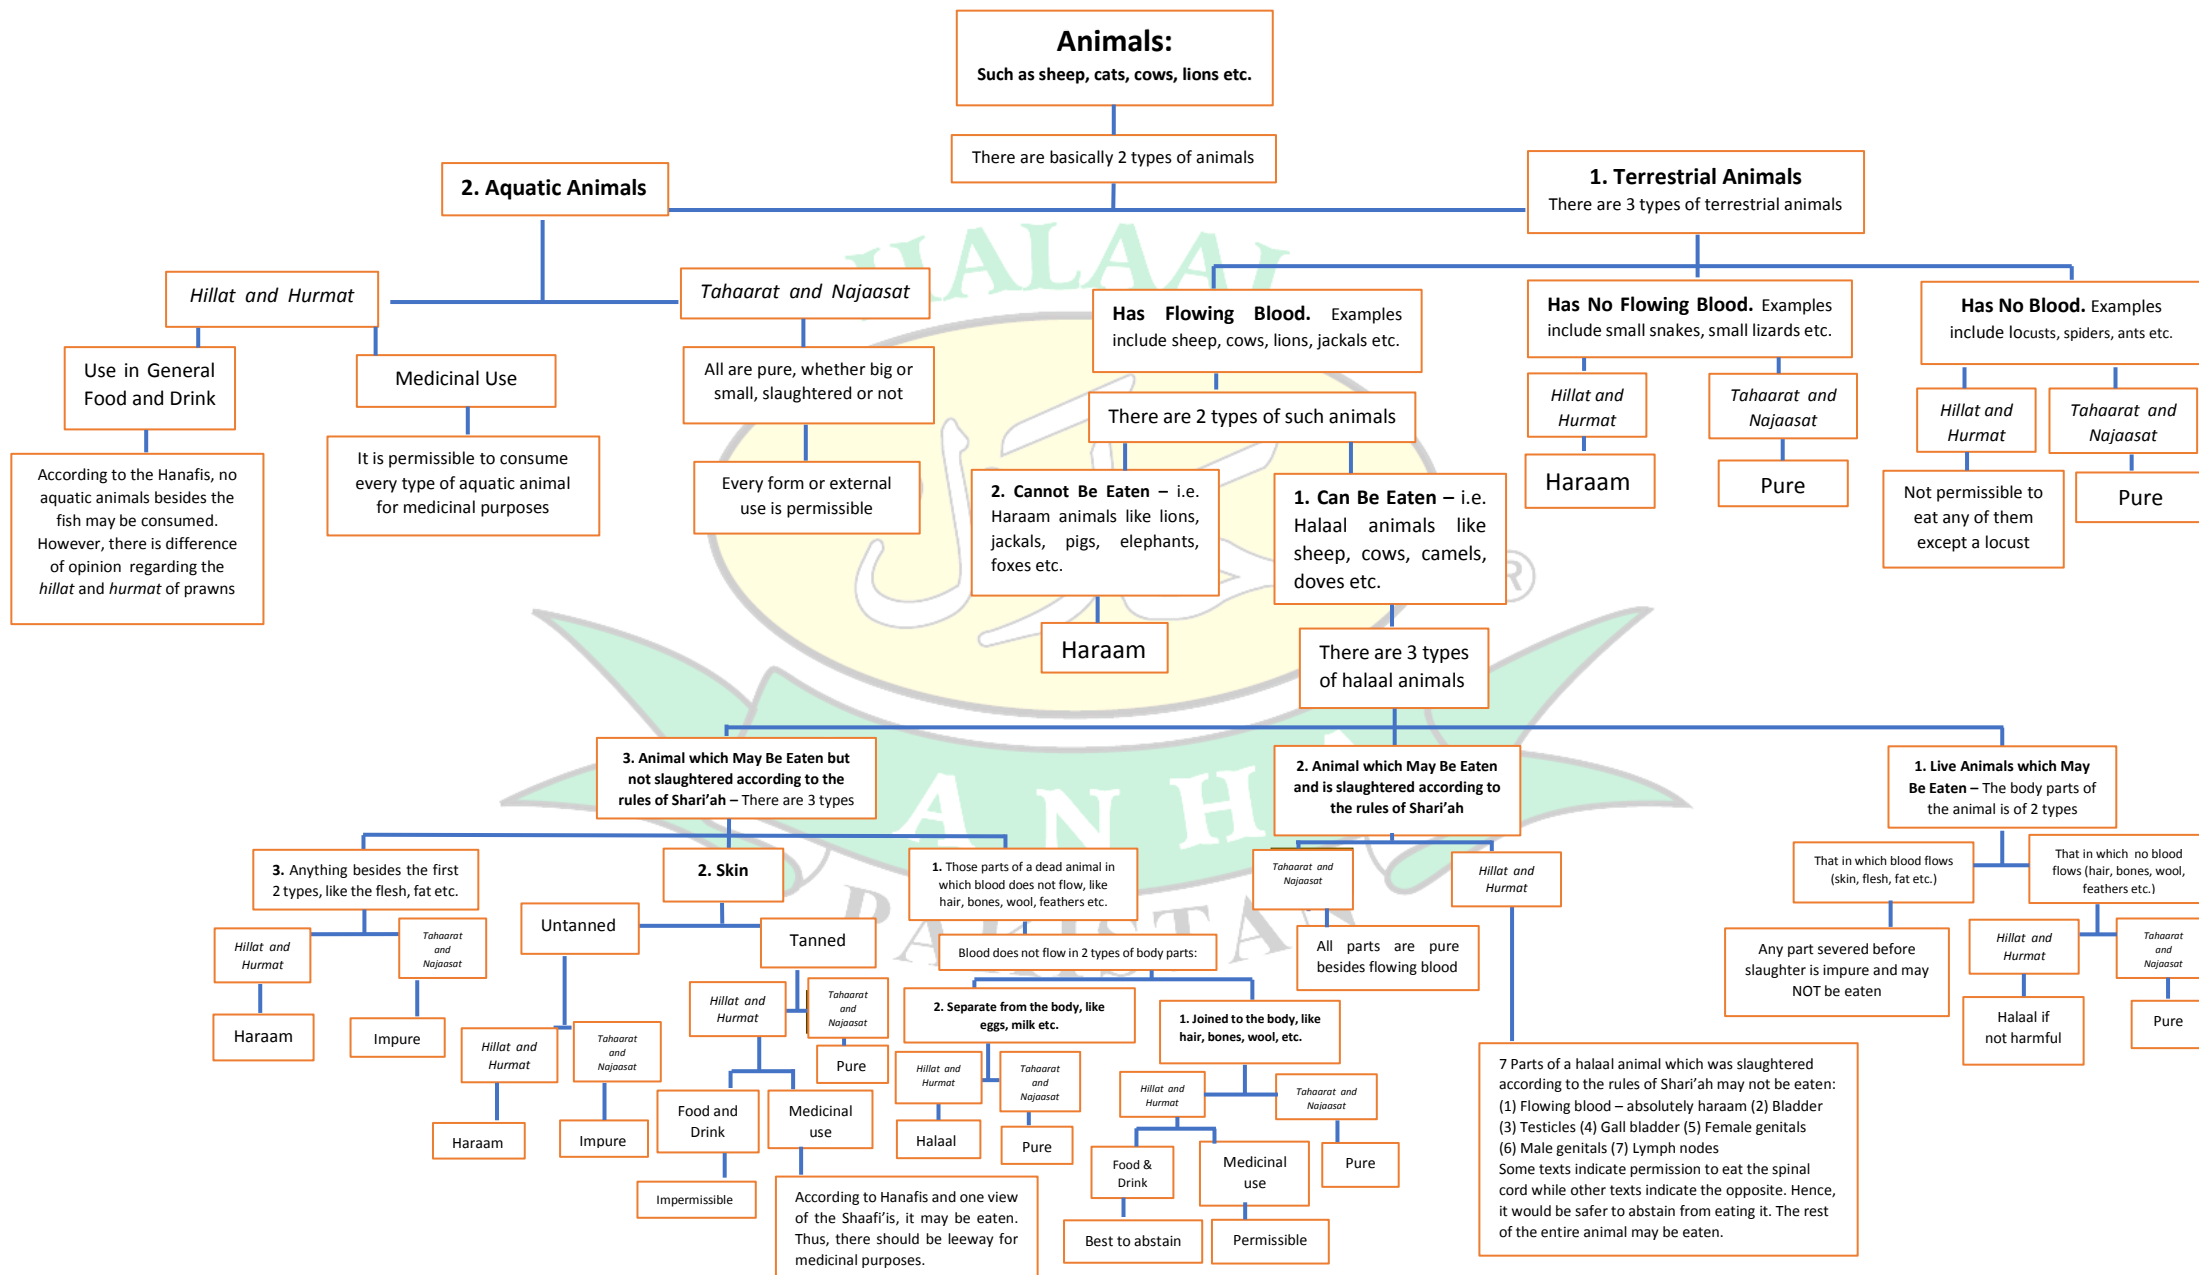 Animals:
Such as sheep, cats, cows, lions etc.
There are basically 2 types of animals
2. Aquatic Animals
1. Terrestrial Animals
There are 3 types of terrestrial animals
HALAAL
Hillat and Hurmat
Tahaarat and Najaasat
Has Flowing Blood. Examples
include sheep, cows, lions, jackals etc.
Has No Flowing Blood. Examples
include small snakes, small lizards etc.
Has No Blood. Examples
include locusts, spiders, ants etc.
Use in General
Food and Drink
Medicinal Use
All are pure, whether big or
small, slaughtered or not
There are 2 types of such animals
Hillat and
Hurmat
Tahaarat and
Najaasat
Hillat and
Hurmat
Tahaarat and
Najaasat
According to the Hanafis, no
aquatic animals besides the
fish may be consumed.
However, there is difference
of opinion regarding the
hillat and hurmat of prawns
It is permissible to consume
every type of aquatic animal
for medicinal purposes
Every form or external
use is permissible
2. Cannot Be Eaten – i.e.
Haraam animals like lions,
jackals, pigs, elephants,
foxes etc.
1. Can Be Eaten – i.e.
Halaal animals like
sheep, cows, camels,
doves etc.
Haraam
Pure
Not permissible to
eat any of them
except a locust
Pure
®
حلال
Haraam
There are 3 types
of halaal animals
3. Animal which May Be Eaten but
not slaughtered according to the
rules of Shari'ah – There are 3 types
2. Animal which May Be Eaten
and is slaughtered according to
the rules of Shari'ah
1. Live Animals which May
Be Eaten – The body parts of
the animal is of 2 types
ANHA
PAKISTAN
3. Anything besides the first
2 types, like the flesh, fat etc.
2. Skin
1. Those parts of a dead animal in
which blood does not flow, like
hair, bones, wool, feathers etc.
Tahaarat and
Najaasat
Hillat and
Hurmat
That in which blood flows
(skin, flesh, fat etc.)
That in which no blood
flows (hair, bones, wool,
feathers etc.)
Hillat and
Hurmat
Tahaarat
and
Najaasat
Untanned
Tanned
Blood does not flow in 2 types of body parts:
All parts are pure
besides flowing blood
Any part severed before
slaughter is impure and may
NOT be eaten
Hillat and
Hurmat
Tahaarat
and
Najaasat
Haraam
Impure
Hillat and
Hurmat
Tahaarat
and
Najaasat
Hillat and
Hurmat
Tahaarat
and
Najaasat
Pure
2. Separate from the body, like
eggs, milk etc.
1. Joined to the body, like
hair, bones, wool, etc.
Halaal if
not harmful
Pure
Haraam
Impure
Food and
Drink
Medicinal
use
Hillat and
Hurmat
Tahaarat
and
Najaasat
Halaal
Pure
Hillat and
Hurmat
Tahaarat and
Najaasat
Food &
Drink
Medicinal
use
Pure
Impermissible
According to Hanafis and one view
of the Shaafi'is, it may be eaten.
Thus, there should be leeway for
medicinal purposes.
Best to abstain
Permissible
7 Parts of a halaal animal which was slaughtered
according to the rules of Shari'ah may not be eaten:
(1) Flowing blood – absolutely haraam (2) Bladder
(3) Testicles (4) Gall bladder (5) Female genitals
(6) Male genitals (7) Lymph nodes
Some texts indicate permission to eat the spinal
cord while other texts indicate the opposite. Hence,
it would be safer to abstain from eating it. The rest
of the entire animal may be eaten.